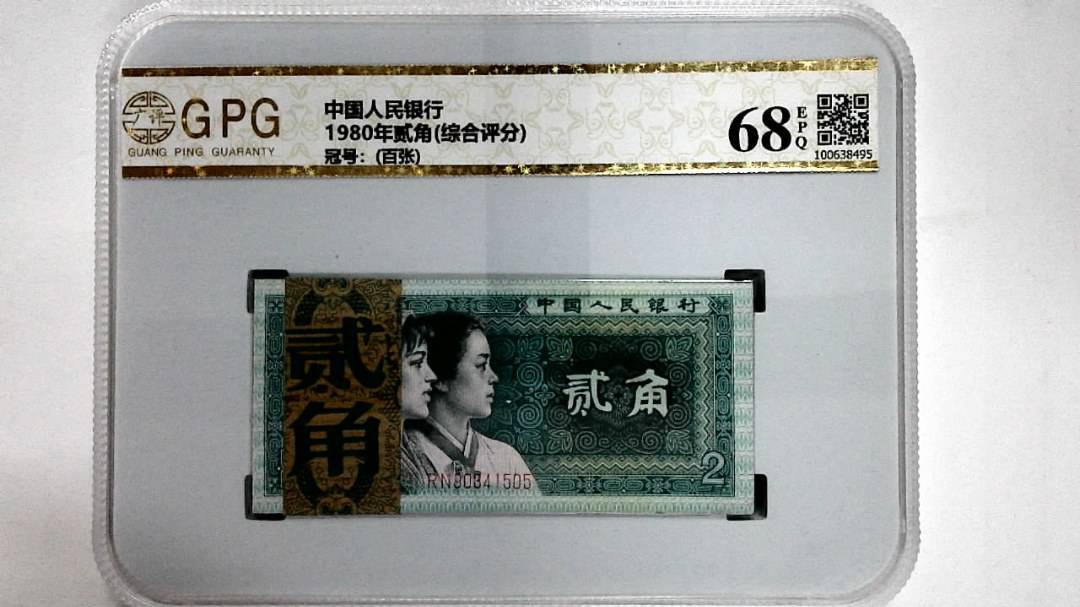 广评
GPG
GUANG PING GUARANTY
中国人民银行
1980年贰角(综合评分)
冠号：(百张)
68
EPQ
100638495
贰角
中国人民银行
贰角
RN80841505
2